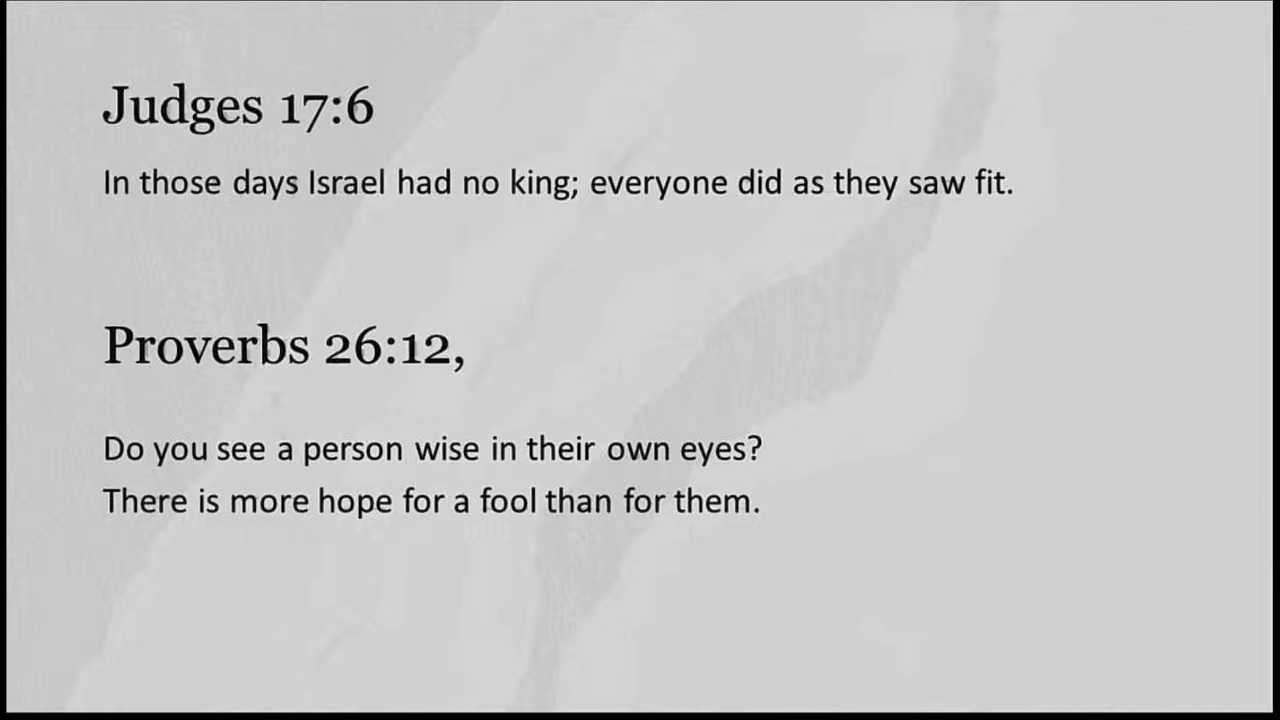 Judges 17:6
In those days Israel had no king; everyone did as they saw fit.
Proverbs 26:12,
Do you see a person wise in their own eyes?
There is more hope for a fool than for them.